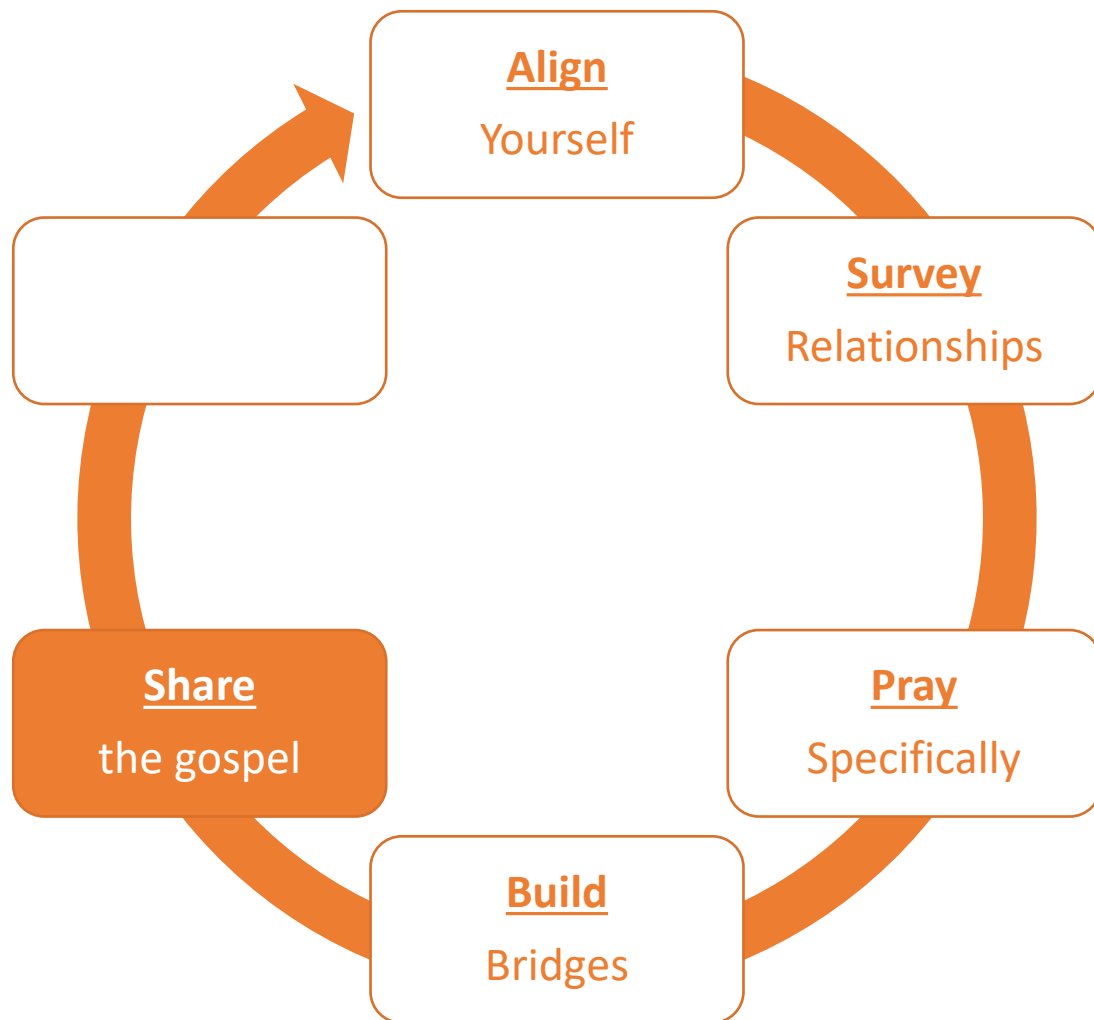 Align
Yourself
Survey
Relationships
Pray
Specifically
Build
Bridges
Share
the gospel